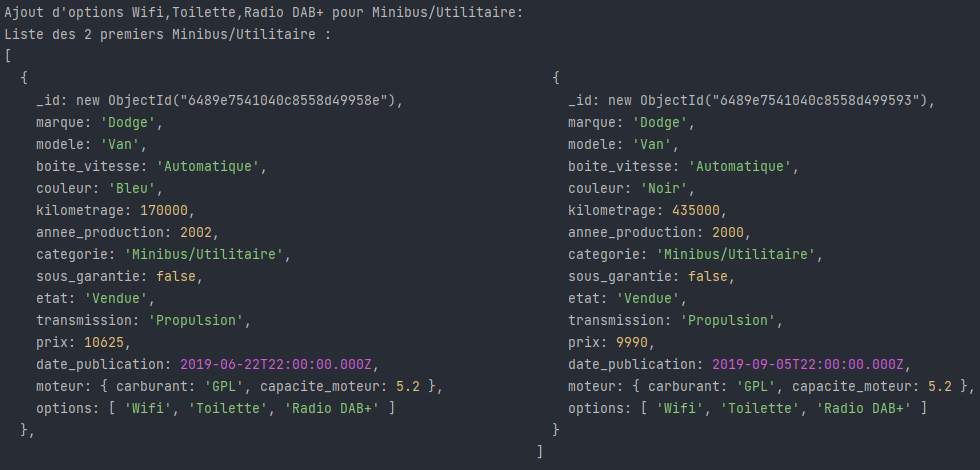 Ajout d'options Wifi,Toilette,Radio DAB+ pour Minibus/Utilitaire:
Liste des 2 premiers Minibus/Utilitaire :
[
{
_id: new ObjectId("6489e7541040c8558d49958e"),
marque: 'Dodge',
modele: 'Van',
boite_vitesse: 'Automatique',
couleur: 'Bleu',
kilometrage: 170000,
annee_production: 2002,
categorie: 'Minibus/Utilitaire',
sous_garantie: false,
etat: 'Vendue',
transmission: 'Propulsion',
prix: 10625,
date_publication: 2019-06-22T22:00:00.000Z,
moteur: { carburant: 'GPL', capacite_moteur: 5.2 },
options: [ 'Wifi', 'Toilette', 'Radio DAB+' ]
},
{
_id: new ObjectId("6489e7541040c8558d499593"),
marque: 'Dodge',
modele: 'Van',
boite_vitesse: 'Automatique',
couleur: 'Noir',
kilometrage: 435000,
annee_production: 2000,
categorie: 'Minibus/Utilitaire',
sous_garantie: false,
etat: 'Vendue',
transmission: 'Propulsion',
prix: 9990,
date_publication: 2019-09-05T22:00:00.000Z,
moteur: { carburant: 'GPL', capacite_moteur: 5.2 },
options: [ 'Wifi', 'Toilette', 'Radio DAB+' ]
}
]